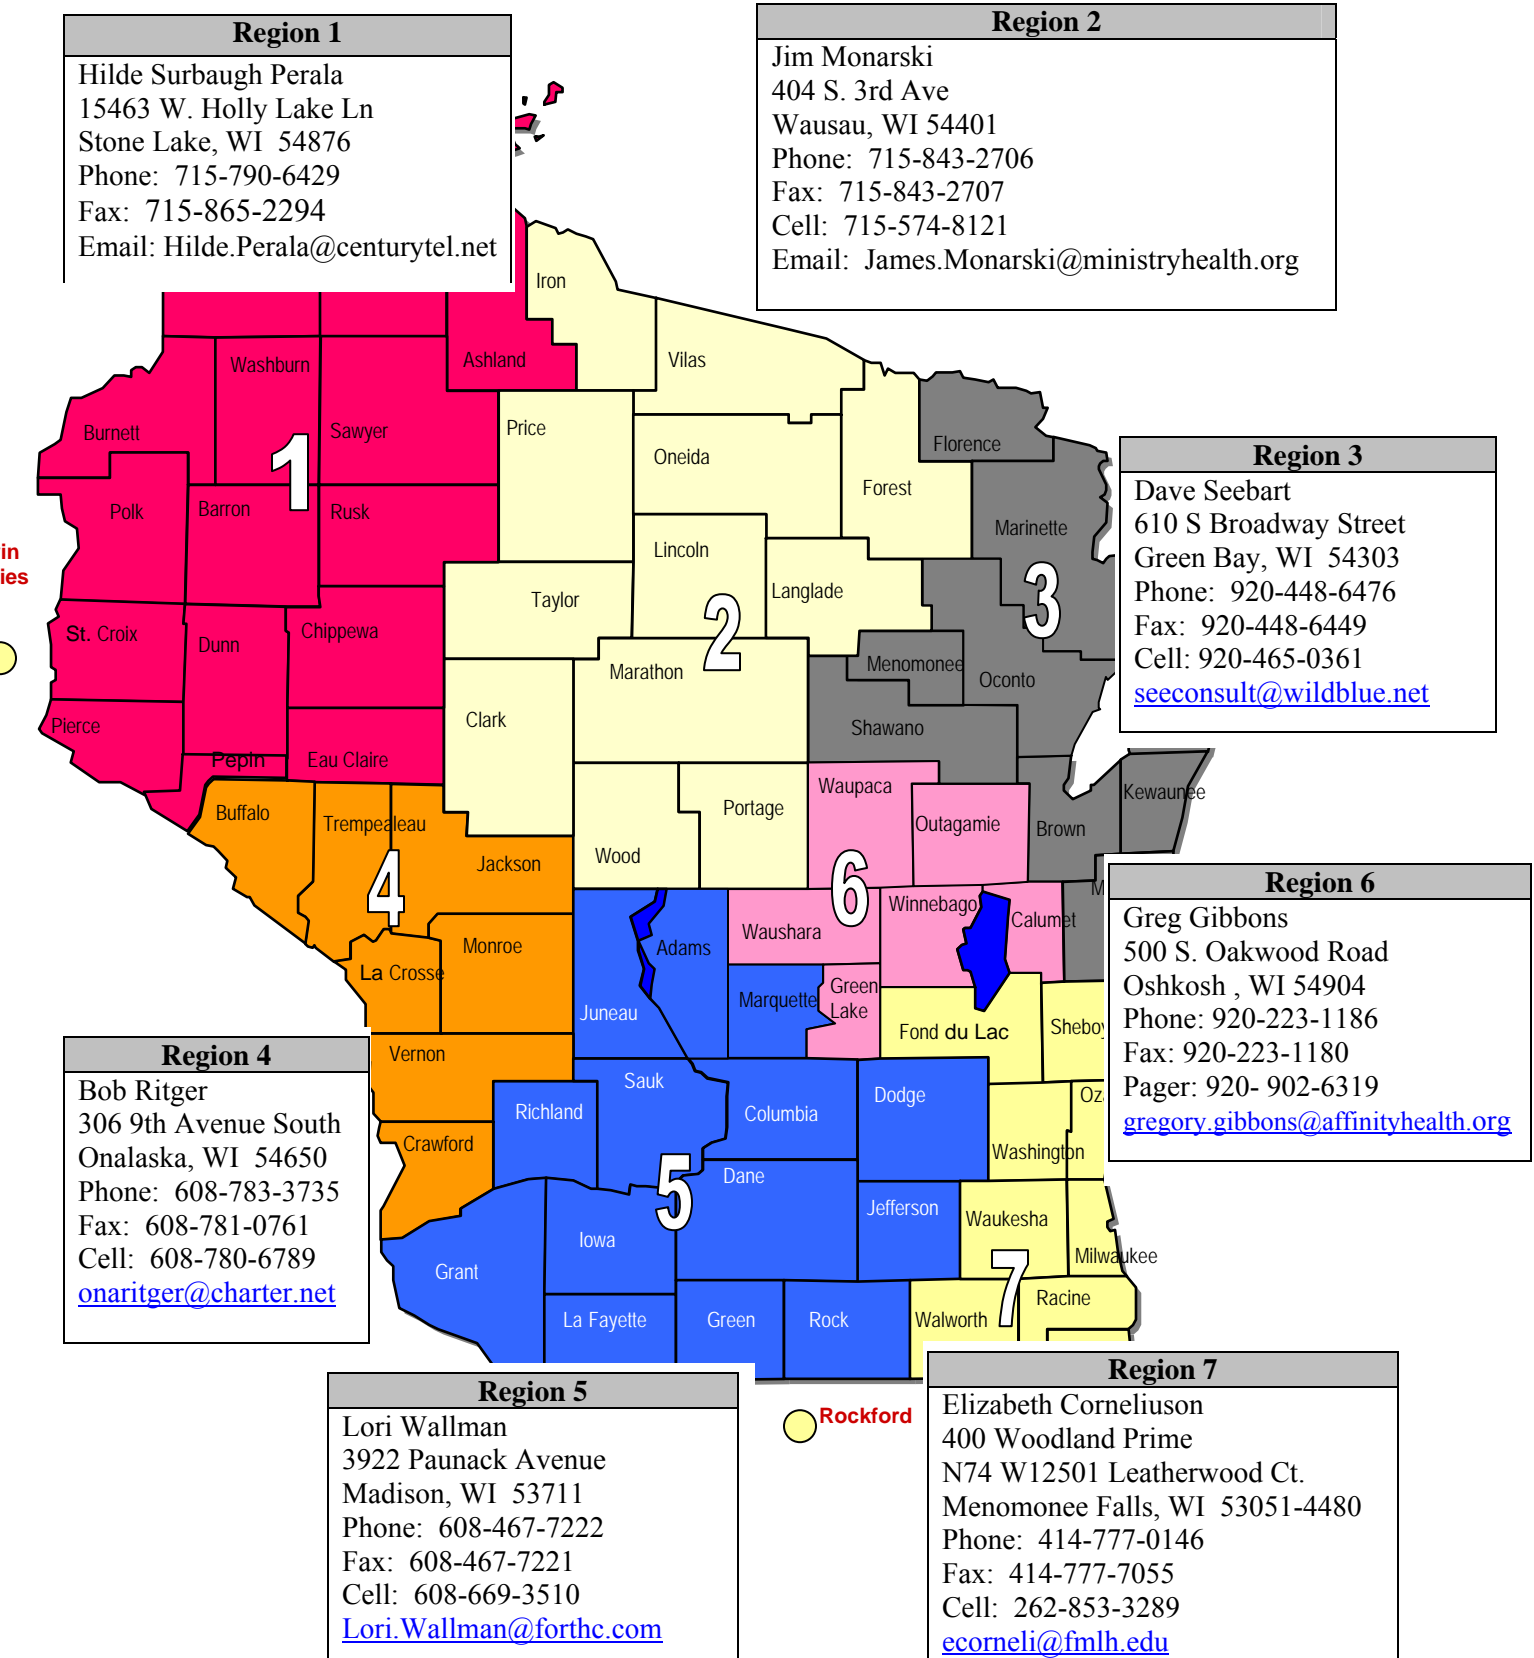 Region 1
Hilde Surbaugh Perala
15463 W. Holly Lake Ln
Stone Lake, WI 54876
Phone: 715-790-6429
Fax: 715-865-2294
Email: Hilde.Perala@centurytel.net
Region 2
Jim Monarski
404 S. 3rd Ave
Wausau, WI 54401
Phone: 715-843-2706
Fax: 715-843-2707
Cell: 715-574-8121
Email: James.Monarski@ministryhealth.org
Iron
Vilas
Ashland
Washburn
Burnett
Sawyer
Price
Oneida
Florence
1
Forest
Polk
Barron
Rusk
Marinette
Lincoln
Langlade
Taylor
2
3
St. Croix
Dunn
Chippewa
Marathon
Menomonee
Oconto
Clark
Shawano
Pierce
Pepin
Eau Claire
Region 3
Dave Seebart
610 S Broadway Street
Green Bay, WI 54303
Phone: 920-448-6476
Fax: 920-448-6449
Cell: 920-465-0361
seeconsult@wildblue.net
in
ies
Waupaca
Kewaunee
Buffalo
Trempealeau
Portage
Outagamie
Brown
Wood
Jackson
4
6
M
Winnebago
Calumet
Waushara
Monroe
Adams
La Crosse
Marquette
Green
Lake
Juneau
Fond du Lac
Sheboy
Region 6
Greg Gibbons
500 S. Oakwood Road
Oshkosh , WI 54904
Phone: 920-223-1186
Fax: 920-223-1180
Pager: 920- 902-6319
gregory.gibbons@affinityhealth.org
Region 4
Bob Ritger
306 9th Avenue South
Onalaska, WI 54650
Phone: 608-783-3735
Fax: 608-781-0761
Cell: 608-780-6789
onaritger@charter.net
Vernon
Sauk
Richland
Columbia
Dodge
Oz
Crawford
Washington
Dane
5
Jefferson
Waukesha
Iowa
Milwaukee
Grant
7
Racine
La Fayette
Green
Rock
Walworth
Region 5
Lori Wallman
3922 Paunack Avenue
Madison, WI 53711
Phone: 608-467-7222
Fax: 608-467-7221
Cell: 608-669-3510
Lori.Wallman@forthc.com
Rockford
Region 7
Elizabeth Corneliuson
400 Woodland Prime
N74 W12501 Leatherwood Ct.
Menomonee Falls, WI 53051-4480
Phone: 414-777-0146
Fax: 414-777-7055
Cell: 262-853-3289
ecorneli@fmlh.edu